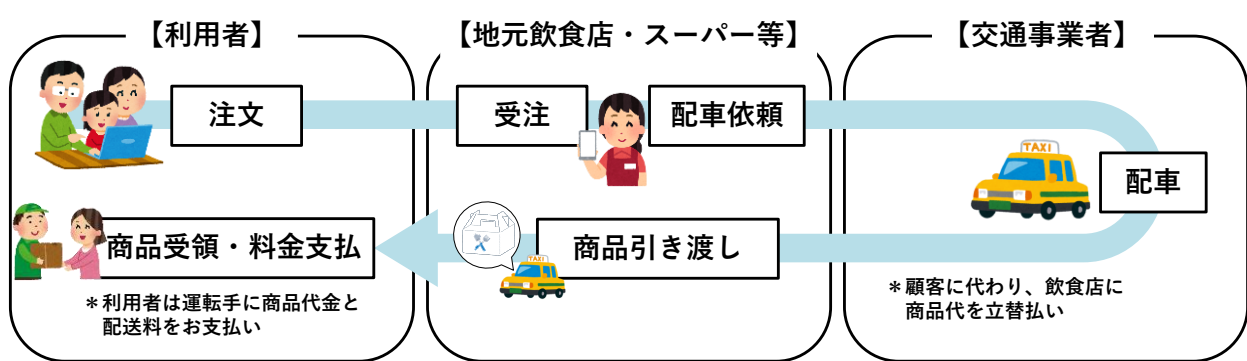 【利用者】
【地元飲食店・スーパー等】
【交通事業者】
注文
受注
配車依頼
TAXI
配車
商品受領・料金支払
TAXI
商品引き渡し
＊利用者は運転手に商品代金と
配送料をお支払い
＊顧客に代わり、飲食店に
商品代を立替払い